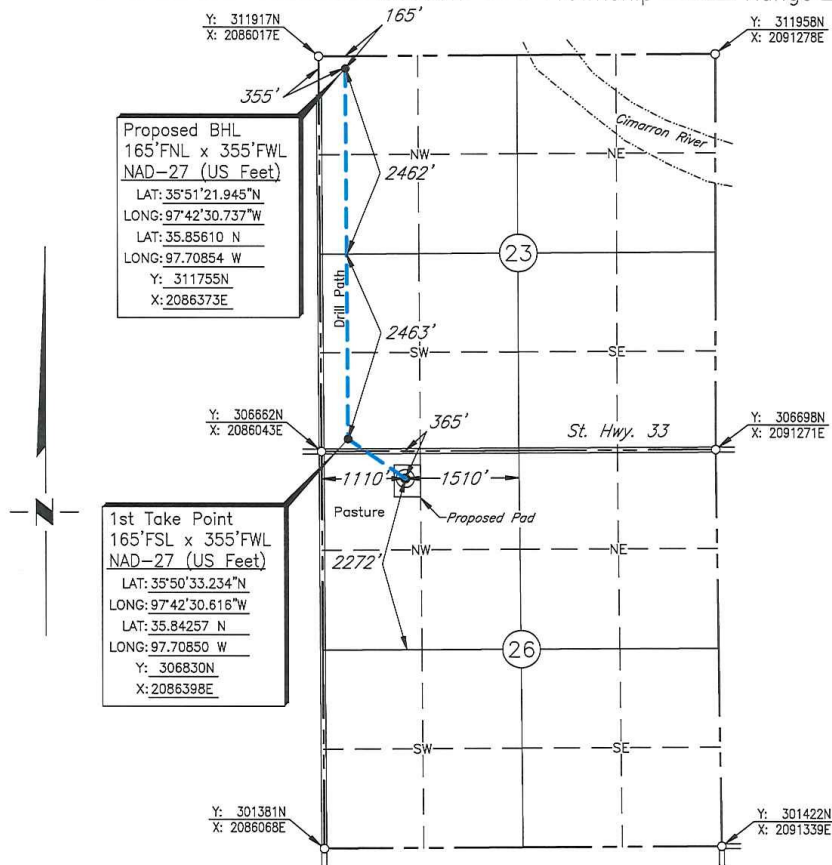 Y: 311917N
X: 2086017E
165'
Y: 311958N
X: 2091278E
355'
Proposed BHL
165'FNL x 355'FWL
NAD-27 (US Feet)
LAT: 35°51'21.945"N
LONG: 97°42'30.737"W
LAT: 35.85610 N
LONG: 97.70854 W
Y: 311755N
X: 2086373E
Cimarron River
NW
NE
2462'
23
Drill Path
2463'
SW
SE
Y: 306662N
X: 2086043E
365'
St. Hwy. 33
Y: 306698N
X: 2091271E
1110'
1510'
Pasture
Proposed Pad
1st Take Point
165'FSL x 355'FWL
NAD-27 (US Feet)
LAT: 35°50'33.234"N
LONG: 97°42'30.616"W
LAT: 35.84257 N
LONG: 97.70850 W
Y: 306830N
X: 2086398E
N
NW
NE
2272'
26
SW
SE
Y: 301381N
X: 2086068E
Y: 301422N
X: 2091339E